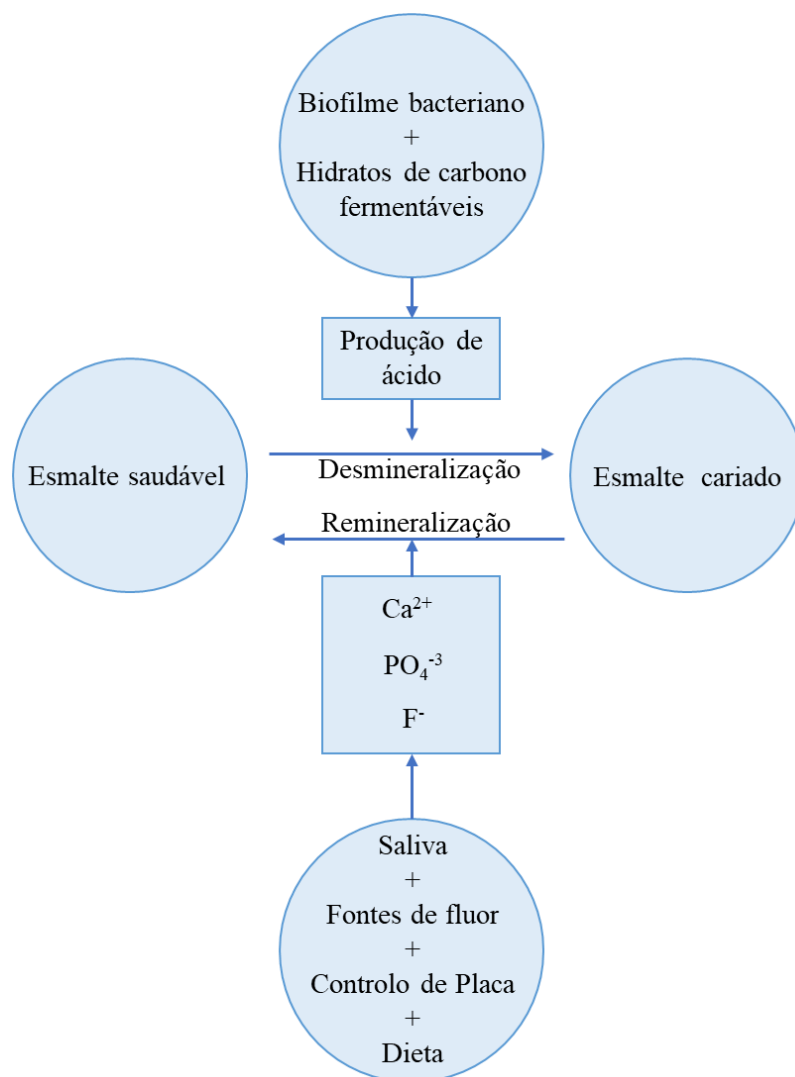 Biofilme bacteriano
+
Hidratos de carbono
fermentáveis
Produção de
ácido
Esmalte saudável
Desmineralização
Esmalte cariado
Remineralização
Ca²⁺
PO₄⁻³
F⁻
Saliva
+
Fontes de fluor
+
Controlo de Placa
+
Dieta